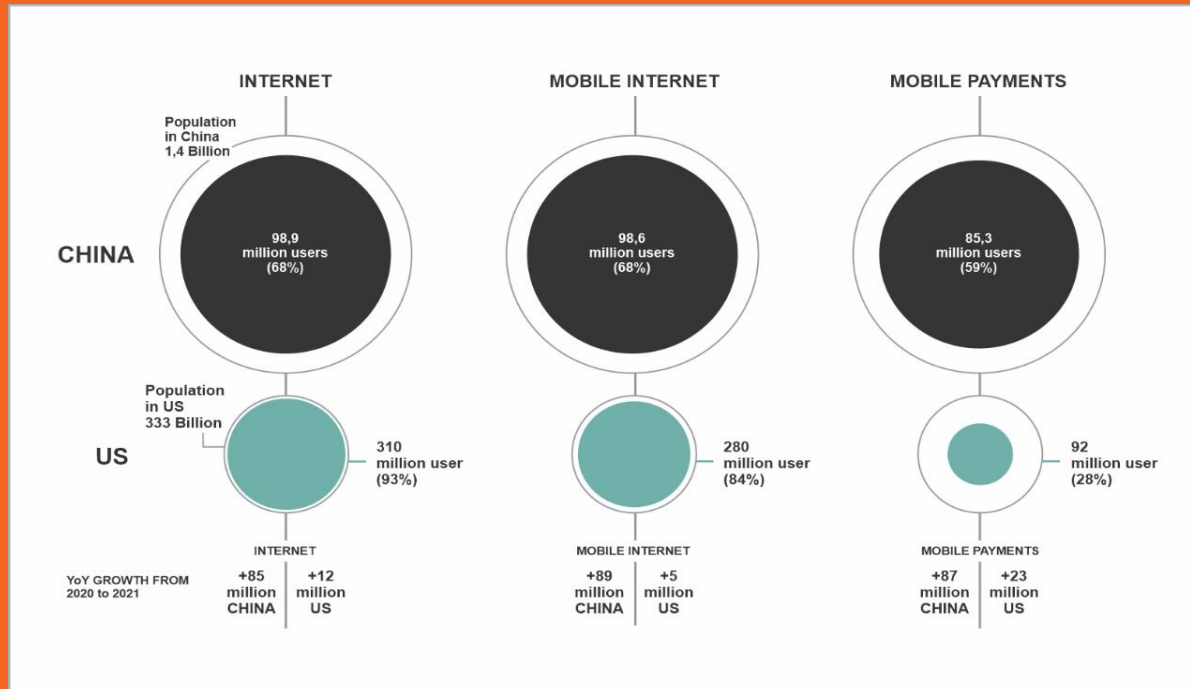 INTERNET
MOBILE INTERNET
MOBILE PAYMENTS
Population
in China
1,4 Billion
CHINA
98,9
million users
(68%)
98,6
million users
(68%)
85,3
million users
(59%)
Population
in US
333 Billion
US
310
million user
(93%)
280
million user
(84%)
92
million user
(28%)
INTERNET
MOBILE INTERNET
MOBILE PAYMENTS
YoY GROWTH FROM
2020 to 2021
+85
million
CHINA
+12
million
US
+89
million
CHINA
+5
million
US
+87
million
CHINA
+23
million
US